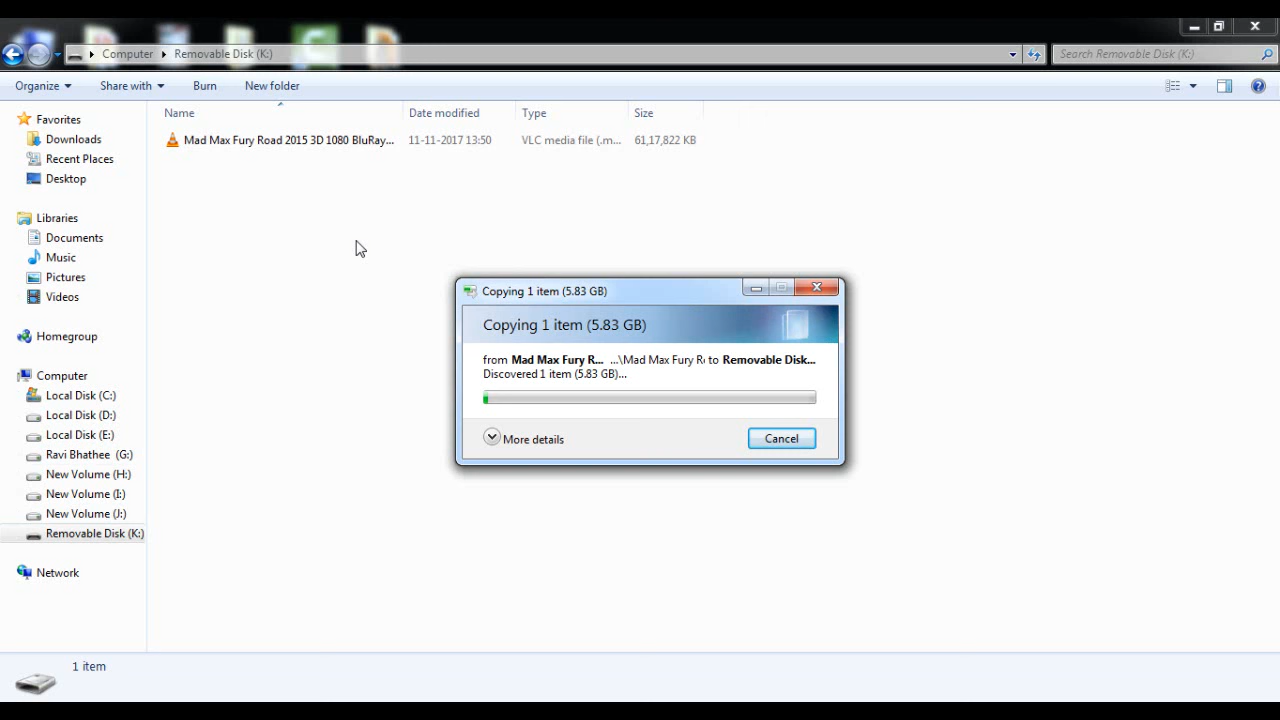 Computer Removable Disk (K:) Search Removable Disk (K:)
Organize Share with Burn New folder
Name Date modified Type Size
Mad Max Fury Road 2015 3D 1080 BluRay... 11-11-2017 13:50 VLC media file (.m... 61,17,822 KB
Favorites
Downloads
Recent Places
Desktop
Libraries
Documents
Music
Pictures
Videos
Homegroup
Computer
Local Disk (C:)
Local Disk (D:)
Local Disk (E:)
Ravi Bhathee (G:)
New Volume (H:)
New Volume (I:)
New Volume (J:)
Removable Disk (K:)
Network
Copying 1 item (5.83 GB)
Copying 1 item (5.83 GB)
from Mad Max Fury R... ...\Mad Max Fury Ro to Removable Disk...
Discovered 1 item (5.83 GB)...
More details Cancel
1 item